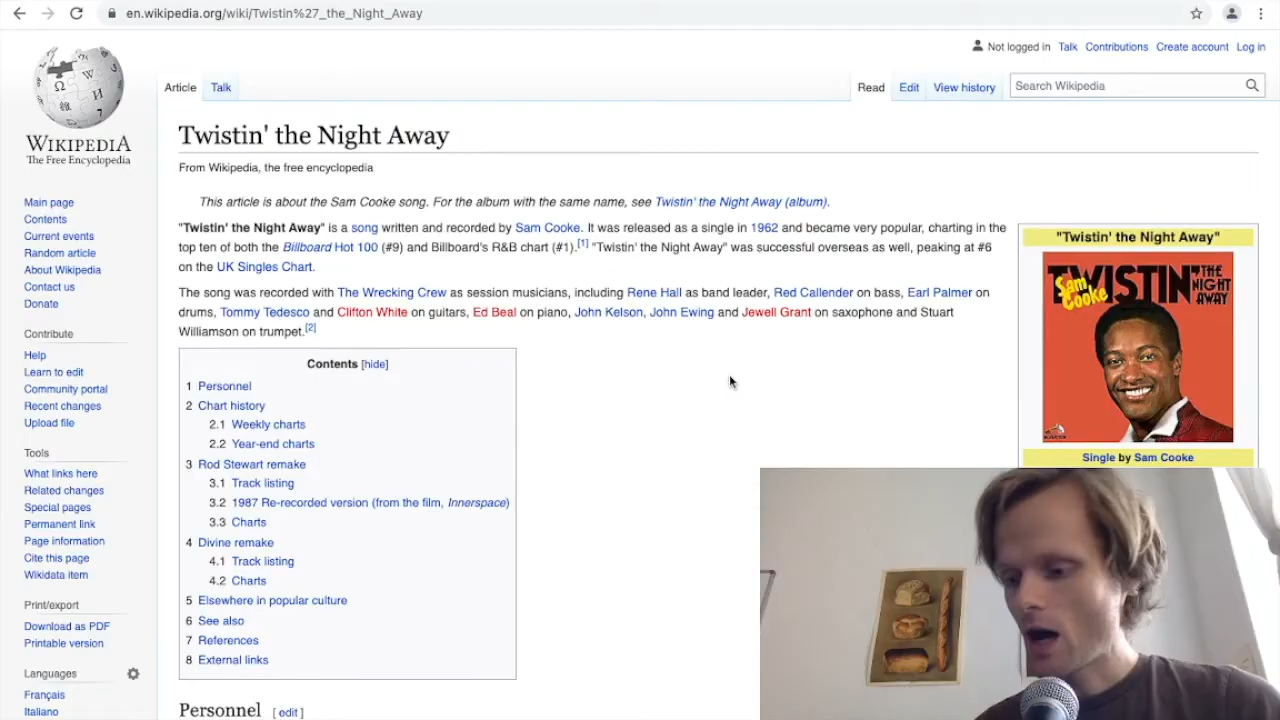 en.wikipedia.org/wiki/Twistin%27_the_Night_Away
Not logged in Talk Contributions Create account Log in
Article Talk Read Edit View history Search Wikipedia
WIKIPEDIA
The Free Encyclopedia
Main page
Contents
Current events
Random article
About Wikipedia
Contact us
Donate
Contribute
Help
Learn to edit
Community portal
Recent changes
Upload file
Tools
What links here
Related changes
Special pages
Permanent link
Page information
Cite this page
Wikidata item
Print/export
Download as PDF
Printable version
Languages
Français
Italiano
Twistin' the Night Away
From Wikipedia, the free encyclopedia
This article is about the Sam Cooke song. For the album with the same name, see Twistin' the Night Away (album).
"Twistin' the Night Away" is a song written and recorded by Sam Cooke. It was released as a single in 1962 and became very popular, charting in the
top ten of both the Billboard Hot 100 (#9) and Billboard's R&B chart (#1).[1] "Twistin' the Night Away" was successful overseas as well, peaking at #6
on the UK Singles Chart.
The song was recorded with The Wrecking Crew as session musicians, including Rene Hall as band leader, Red Callender on bass, Earl Palmer on
drums, Tommy Tedesco and Clifton White on guitars, Ed Beal on piano, John Kelson, John Ewing and Jewell Grant on saxophone and Stuart
Williamson on trumpet.[2]
Contents [hide]
1 Personnel
2 Chart history
2.1 Weekly charts
2.2 Year-end charts
3 Rod Stewart remake
3.1 Track listing
3.2 1987 Re-recorded version (from the film, Innerspace)
3.3 Charts
4 Divine remake
4.1 Track listing
4.2 Charts
5 Elsewhere in popular culture
6 See also
7 References
8 External links
Personnel [ edit ]
"Twistin' the Night Away"
TWISTIN' THE NIGHT AWAY
Sam Cooke
Single by Sam Cooke